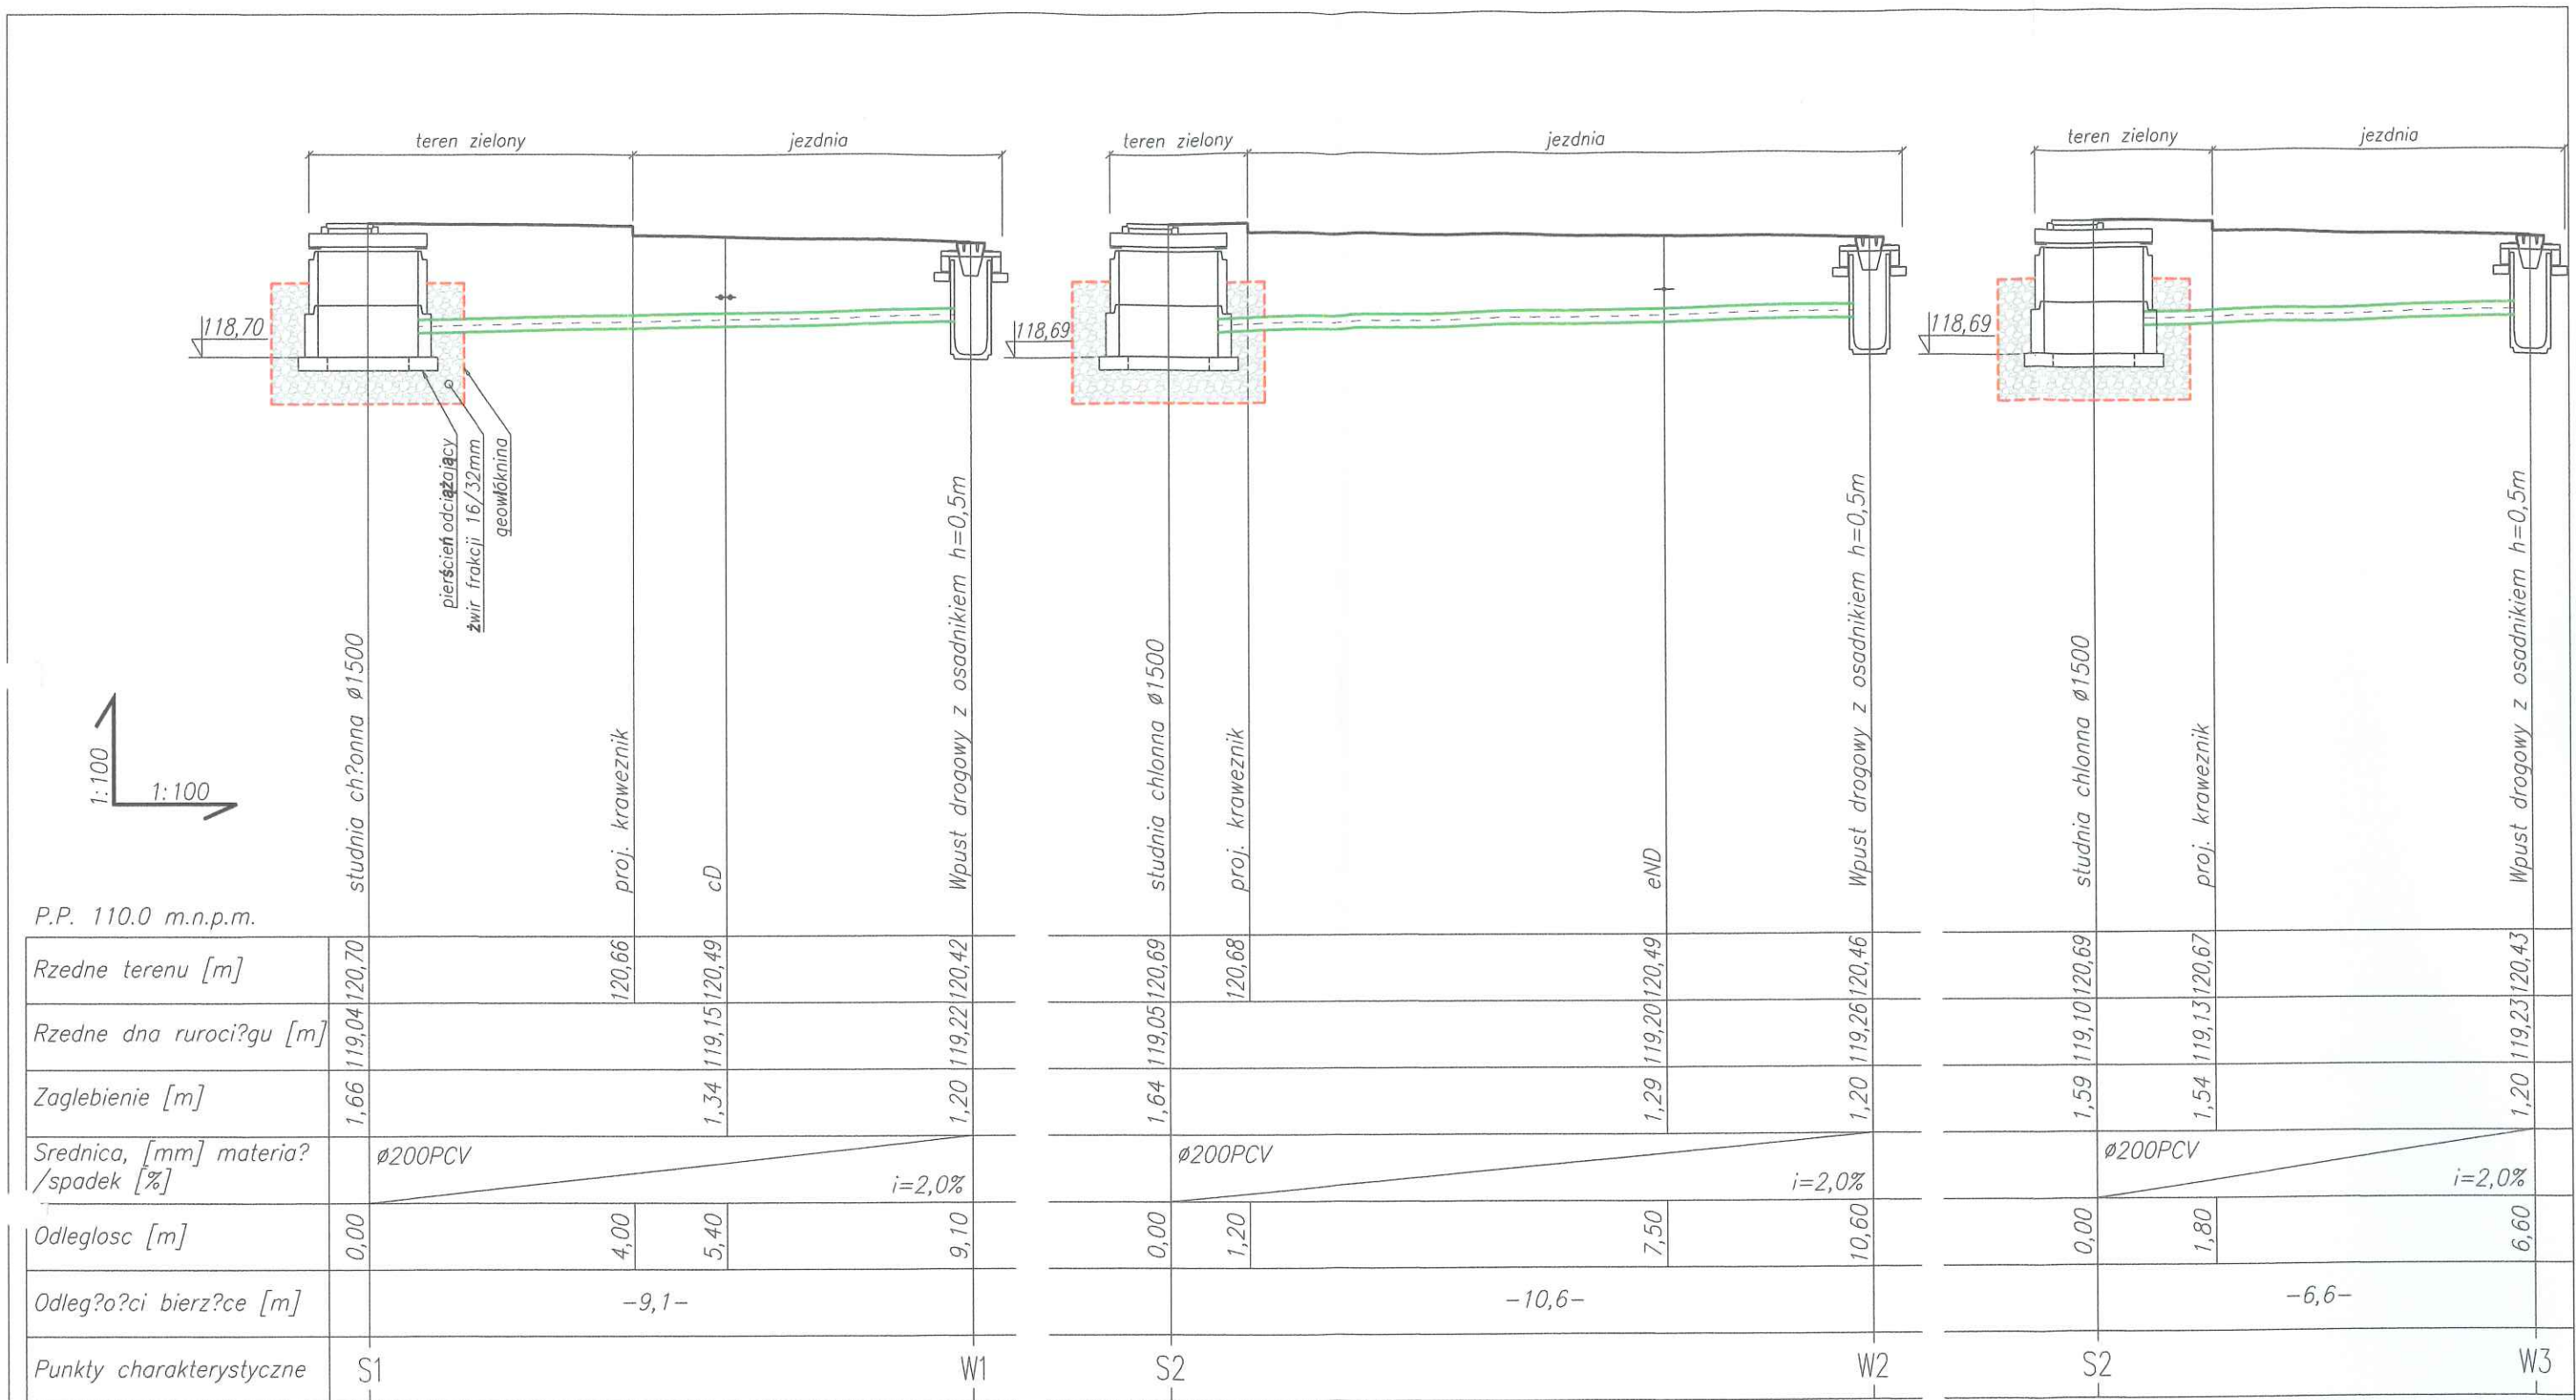 teren zielony
jezdnia
teren zielony
jezdnia
teren zielony
jezdnia
118,70
118,69
118,69
pierścień odciążający
żwir frakcji 16/32mm
geowłóknina
1:100
1:100
studnia ch?onna ø1500
proj. kraweznik
cD
Wpust drogowy z osadnikiem h=0,5m
studnia chlonna ø1500
proj. kraweznik
eND
Wpust drogowy z osadnikiem h=0,5m
studnia chlonna ø1500
proj. kraweznik
Wpust drogowy z osadnikiem h=0,5m
P.P. 110.0 m.n.p.m.
Rzedne terenu [m] 120,70 120,66 120,49 120,42 120,69 120,68 120,49 120,46 120,69 120,67 120,43
Rzedne dna ruroci?gu [m] 119,04 119,15 119,22 119,05 119,20 119,26 119,10 119,13 119,23
Zaglebienie [m] 1,66 1,34 1,20 1,64 1,29 1,20 1,59 1,54 1,20
Srednica, [mm] materia?
/spadek [%]
ø200PCV i=2,0% ø200PCV i=2,0% ø200PCV i=2,0%
Odleglosc [m] 0,00 4,00 5,40 9,10 0,00 1,20 7,50 10,60 0,00 1,80 6,60
Odleg?o?ci bierz?ce [m] -9,1- -10,6- -6,6-
Punkty charakterystyczne S1 W1 S2 W2 S2 W3